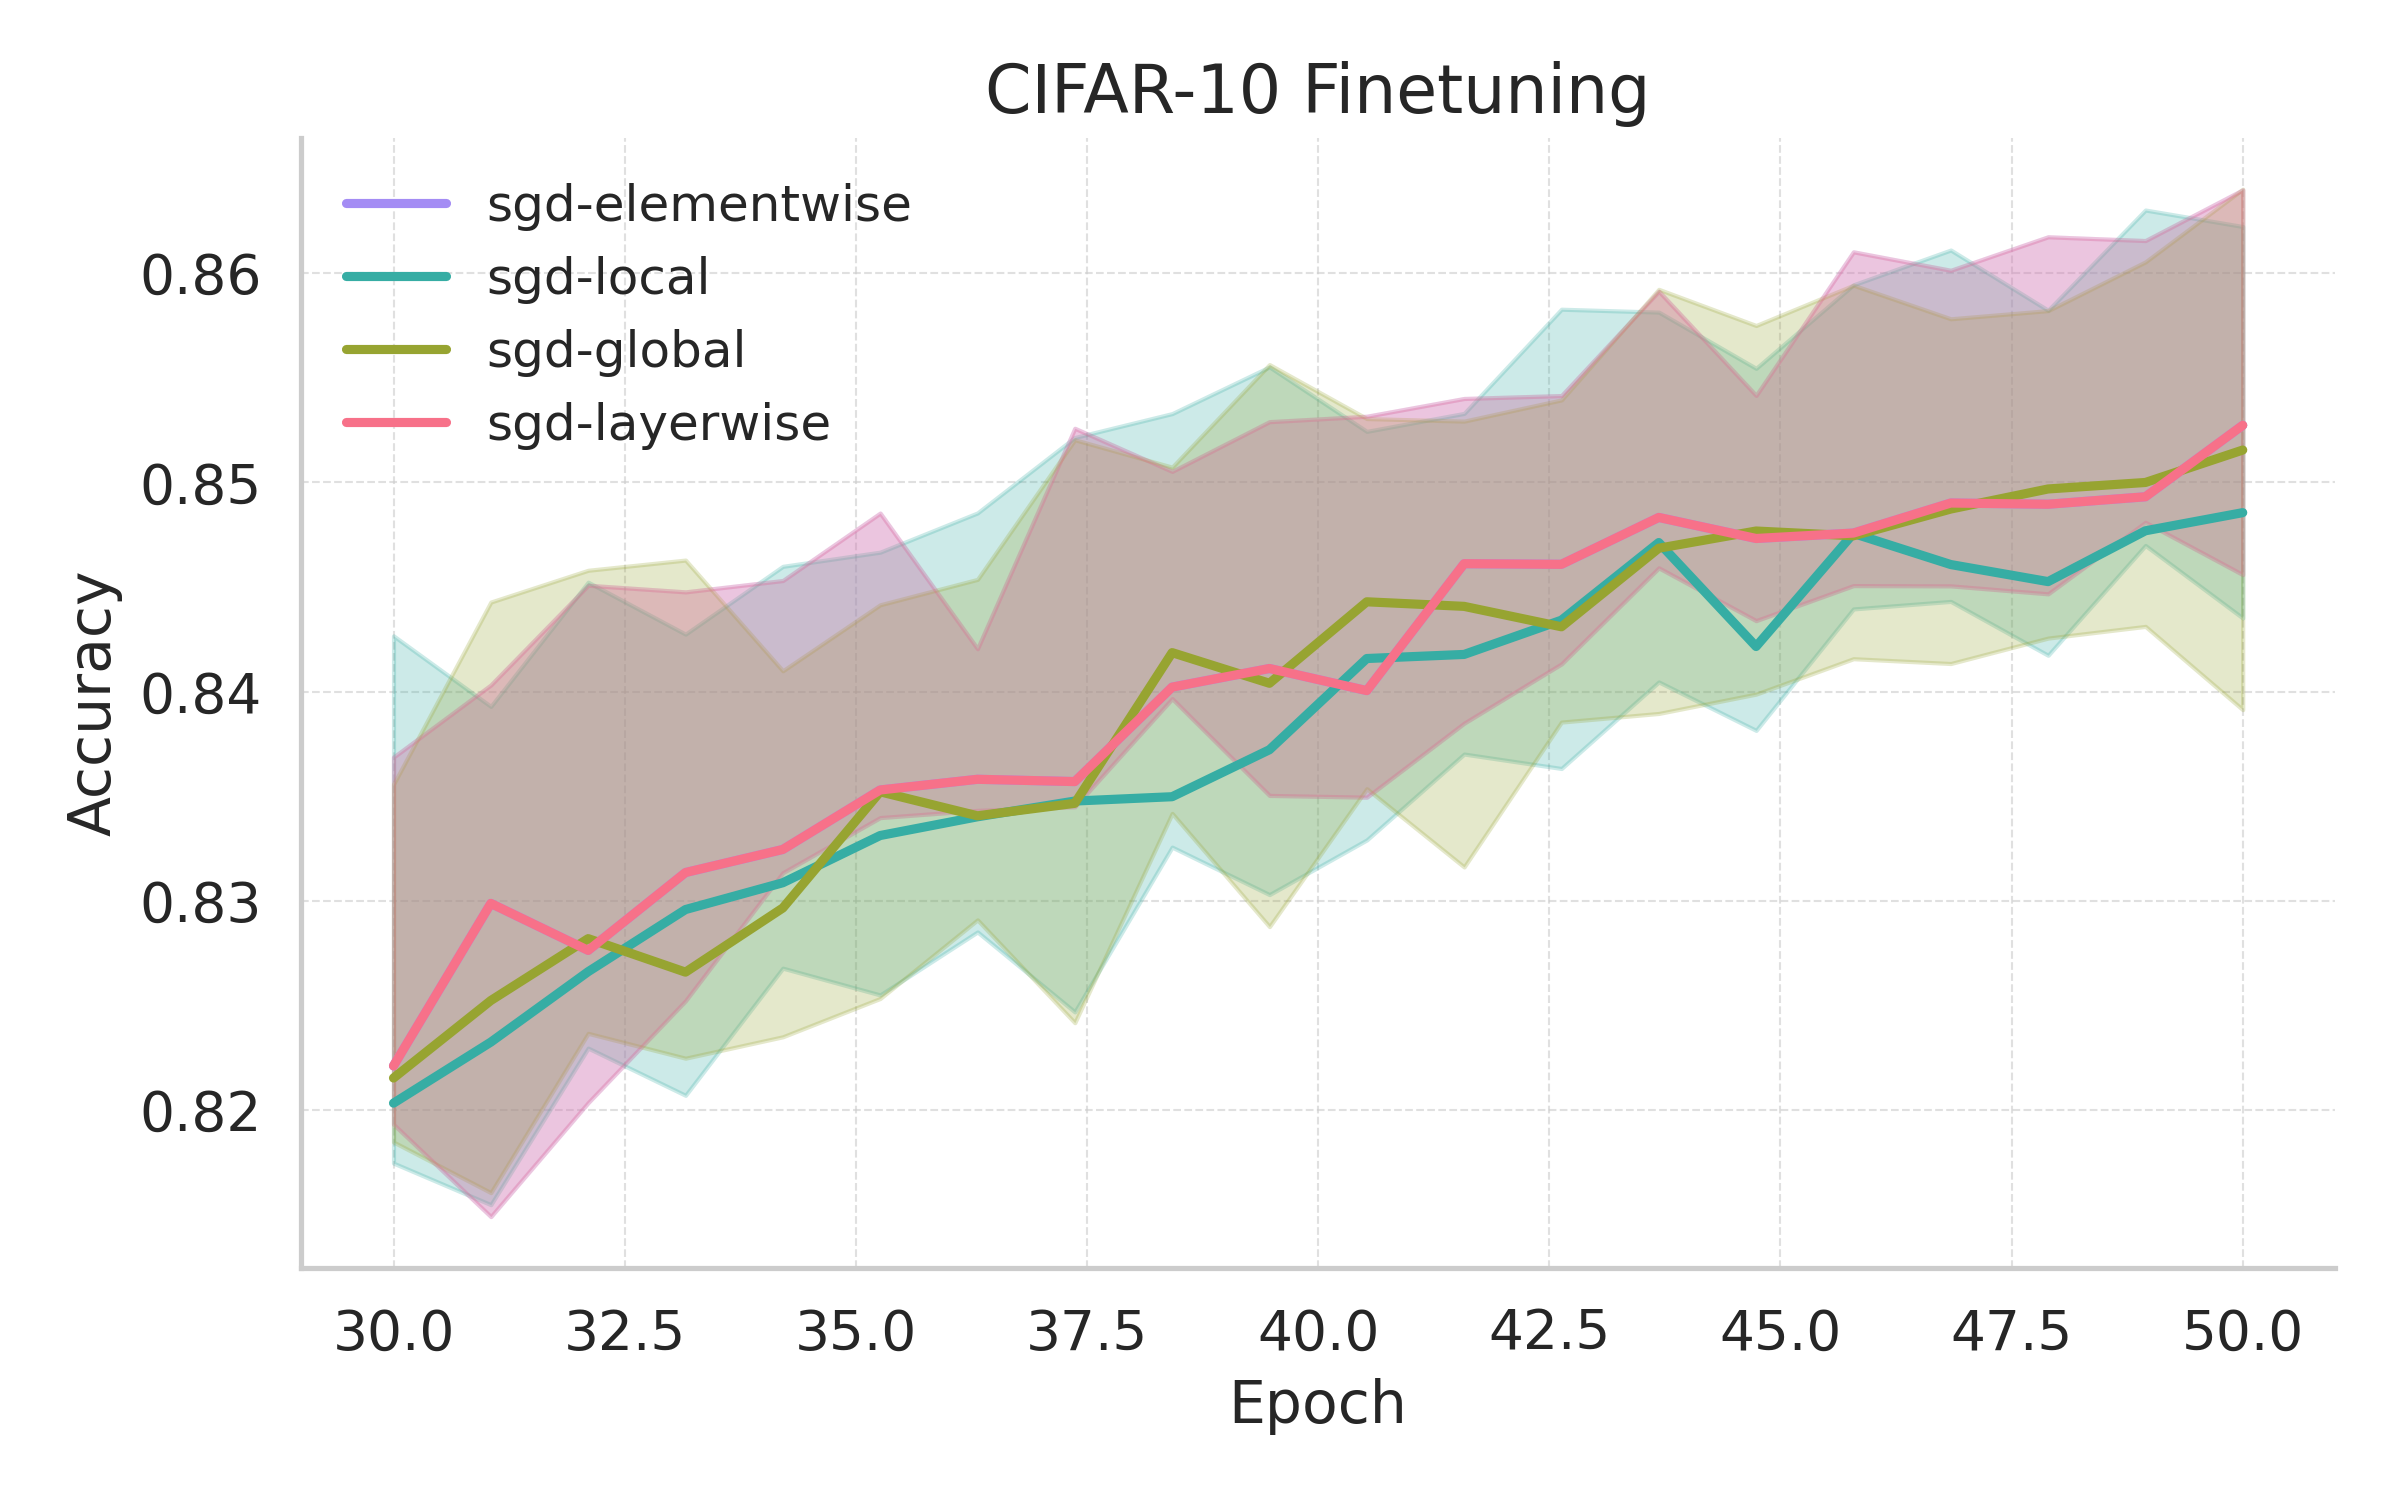 CIFAR-10 Finetuning
sgd-elementwise
sgd-local
sgd-global
sgd-layerwise
0.86
0.85
0.84
0.83
0.82
Accuracy
30.0 32.5 35.0 37.5 40.0 42.5 45.0 47.5 50.0
Epoch